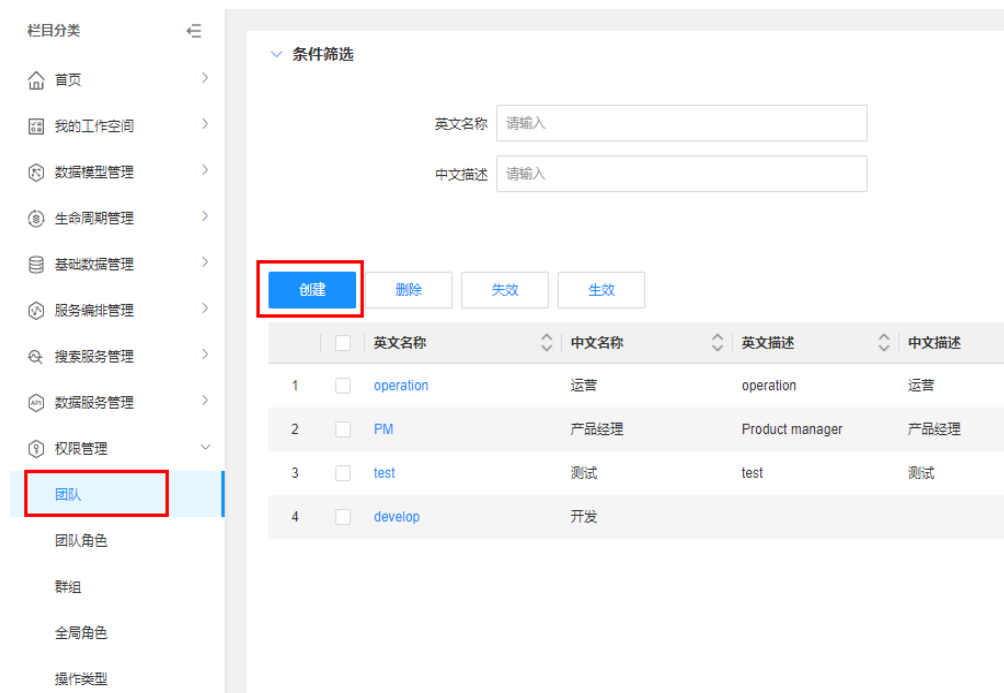 栏目分类
首页
我的工作空间
数据模型管理
生命周期管理
基础数据管理
服务编排管理
搜索服务管理
API 数据服务管理
权限管理
团队
团队角色
群组
全局角色
操作类型
条件筛选
英文名称 请输入
中文描述 请输入
创建 删除 失效 生效
英文名称 中文名称 英文描述 中文描述
1 operation 运营 operation 运营
2 PM 产品经理 Product manager 产品经理
3 test 测试 test 测试
4 develop 开发